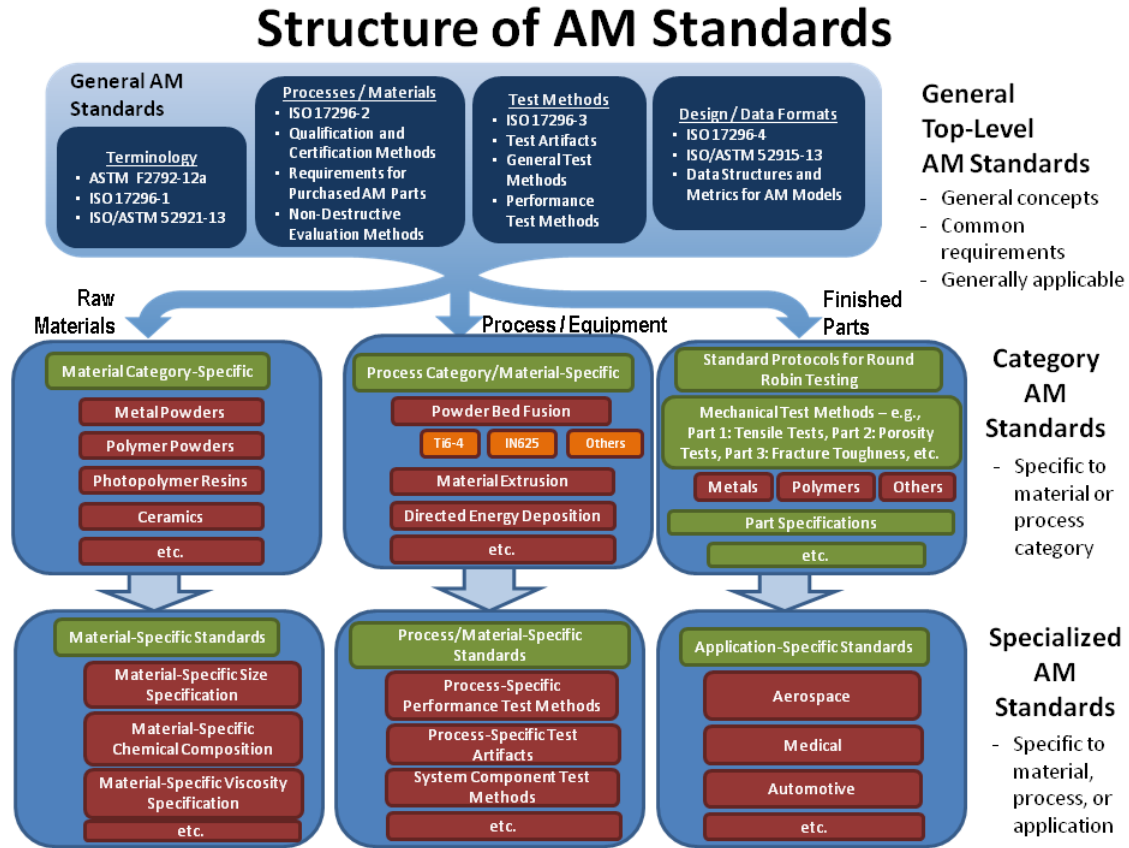 Structure of AM Standards
General AM
Standards
Terminology
• ASTM F2792-12a
• ISO 17296-1
• ISO/ASTM 52921-13
Processes / Materials
• ISO 17296-2
• Qualification and
Certification Methods
• Requirements for
Purchased AM Parts
• Non-Destructive
Evaluation Methods
Test Methods
• ISO 17296-3
• Test Artifacts
• General Test
Methods
• Performance
Test Methods
Design / Data Formats
• ISO 17296-4
• ISO/ASTM 52915-13
• Data Structures and
Metrics for AM Models
General
Top-Level
AM Standards
- General concepts
- Common
requirements
- Generally applicable
Raw
Materials
Process / Equipment
Finished
Parts
Material Category-Specific
Metal Powders
Polymer Powders
Photopolymer Resins
Ceramics
etc.
Process Category/Material-Specific
Powder Bed Fusion
Ti6-4
IN625
Others
Material Extrusion
Directed Energy Deposition
etc.
Standard Protocols for Round
Robin Testing
Mechanical Test Methods – e.g.,
Part 1: Tensile Tests, Part 2: Porosity
Tests, Part 3: Fracture Toughness, etc.
Metals
Polymers
Others
Part Specifications
etc.
Category
AM
Standards
- Specific to
material or
process
category
Material-Specific Standards
Material-Specific Size
Specification
Material-Specific
Chemical Composition
Material-Specific Viscosity
Specification
etc.
Process/Material-Specific
Standards
Process-Specific
Performance Test Methods
Process-Specific Test
Artifacts
System Component Test
Methods
etc.
Application-Specific Standards
Aerospace
Medical
Automotive
etc.
Specialized
AM
Standards
- Specific to
material,
process, or
application